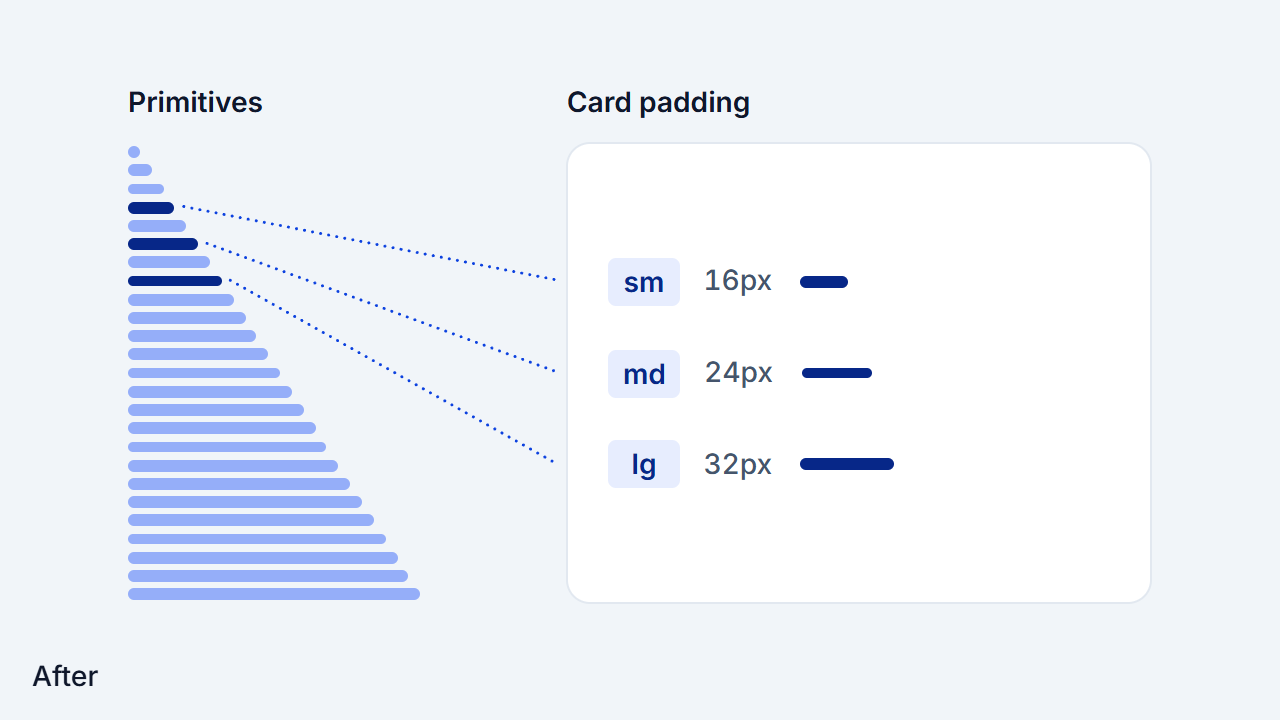 Primitives
Card padding
sm 16px
md 24px
lg 32px
After